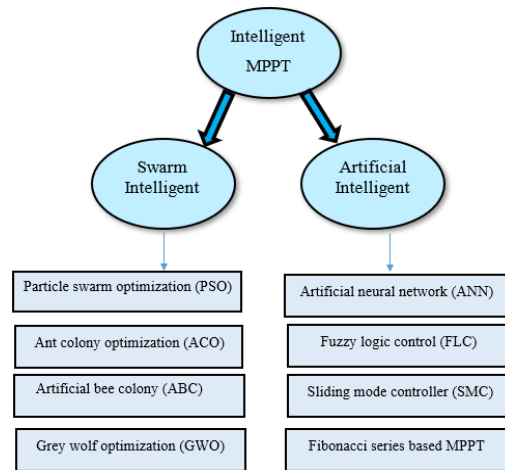 Intelligent
MPPT
Swarm
Intelligent
Artificial
Intelligent
Particle swarm optimization (PSO)
Ant colony optimization (ACO)
Artificial bee colony (ABC)
Grey wolf optimization (GWO)
Artificial neural network (ANN)
Fuzzy logic control (FLC)
Sliding mode controller (SMC)
Fibonacci series based MPPT